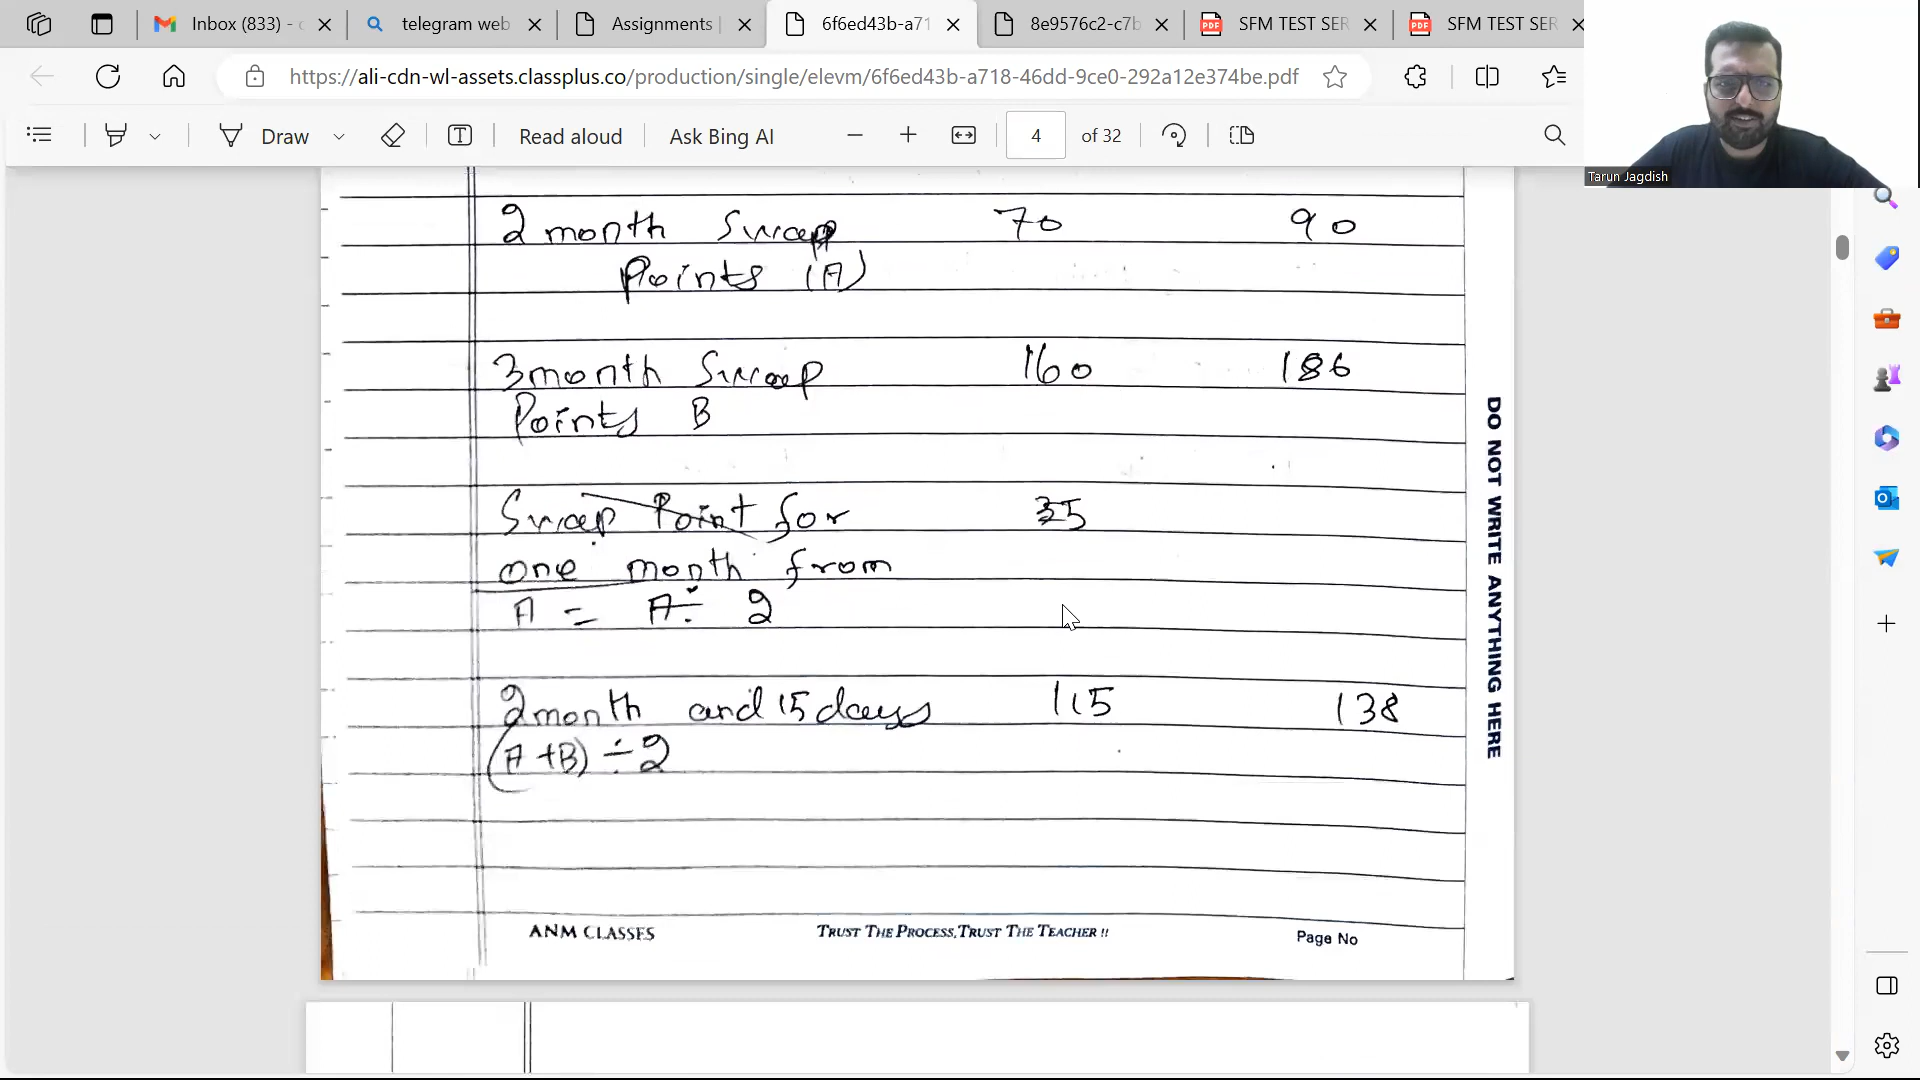 Inbox (833) - c
telegram web
Assignments |
6f6ed43b-a71
8e9576c2-c7b
SFM TEST SER
SFM TEST SER
https://ali-cdn-wl-assets.classplus.co/production/single/elevm/6f6ed43b-a718-46dd-9ce0-292a12e374be.pdf
Draw
Read aloud
Ask Bing AI
4 of 32
Tarun Jagdish
2 month Swap 70 90
Points (A)
3 month Swap 160 186
Points B
Swap Point for 35
one month from
A = A ÷ 2
2 month and 15 days 115 138
(A + B) ÷ 2
DO NOT WRITE ANYTHING HERE
ANM CLASSES TRUST THE PROCESS, TRUST THE TEACHER !! Page No